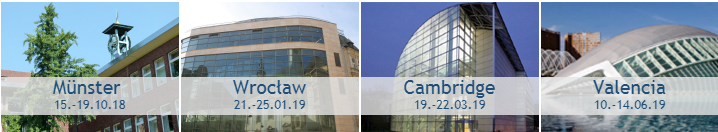 Münster
15.-19.10.18
Wrocław
21.-25.01.19
Cambridge
19.-22.03.19
Valencia
10.-14.06.19